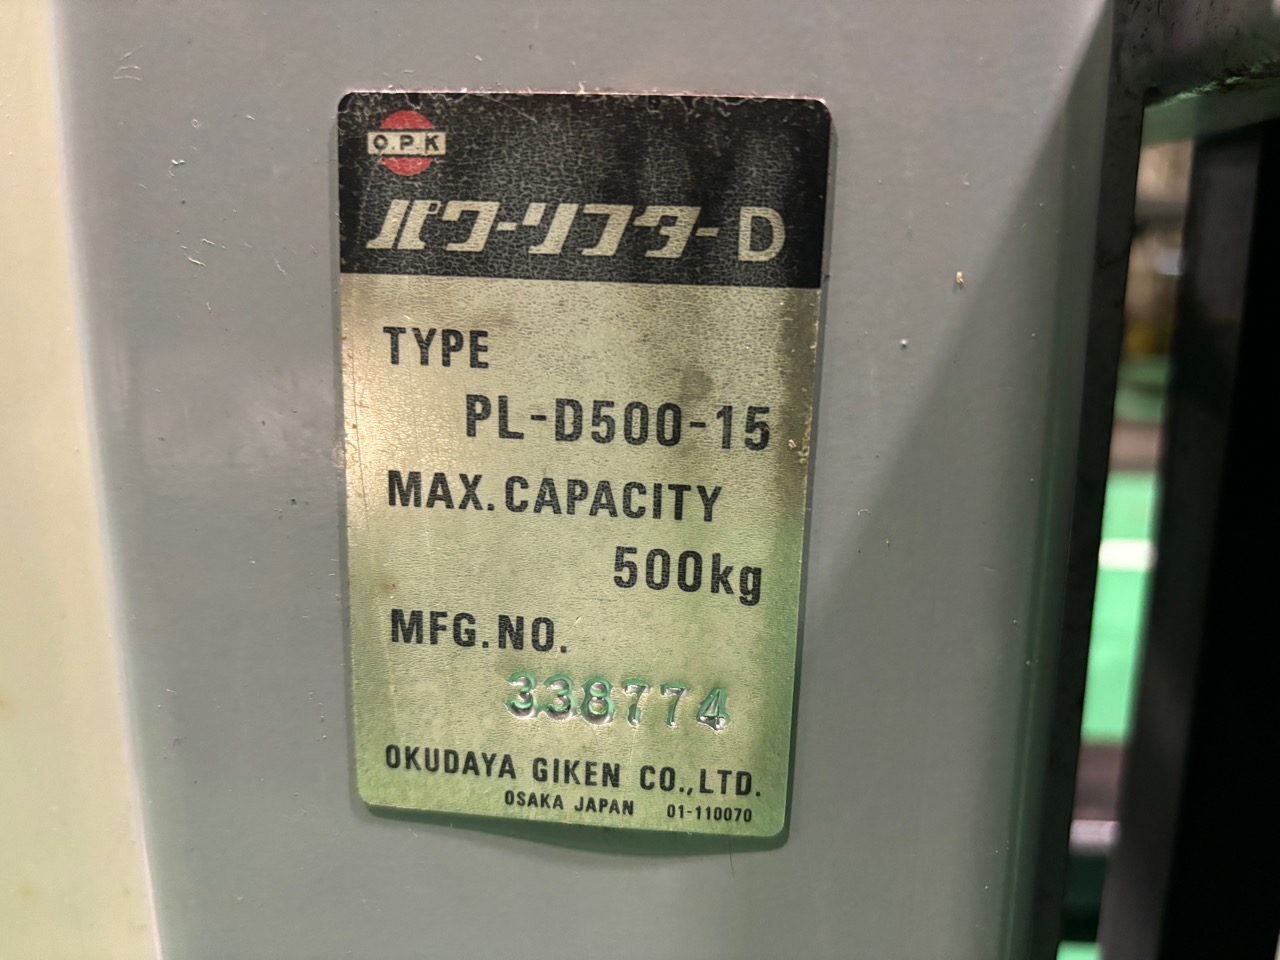 O.P.K
パワーリフターD
TYPE
PL-D500-15
MAX.CAPACITY
500kg
MFG.NO.
338774
OKUDAYA GIKEN CO.,LTD.
OSAKA JAPAN 01-110070